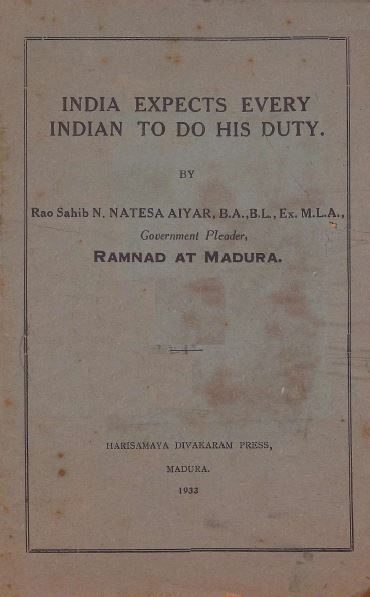 INDIA EXPECTS EVERY
INDIAN TO DO HIS DUTY.
BY
Rao Sahib N. NATESA AIYAR, B.A.,B.L., Ex. M.L.A.,
Government Pleader,
RAMNAD AT MADURA.
HARISAMAYA DIVAKARAM PRESS,
MADURA.
1933